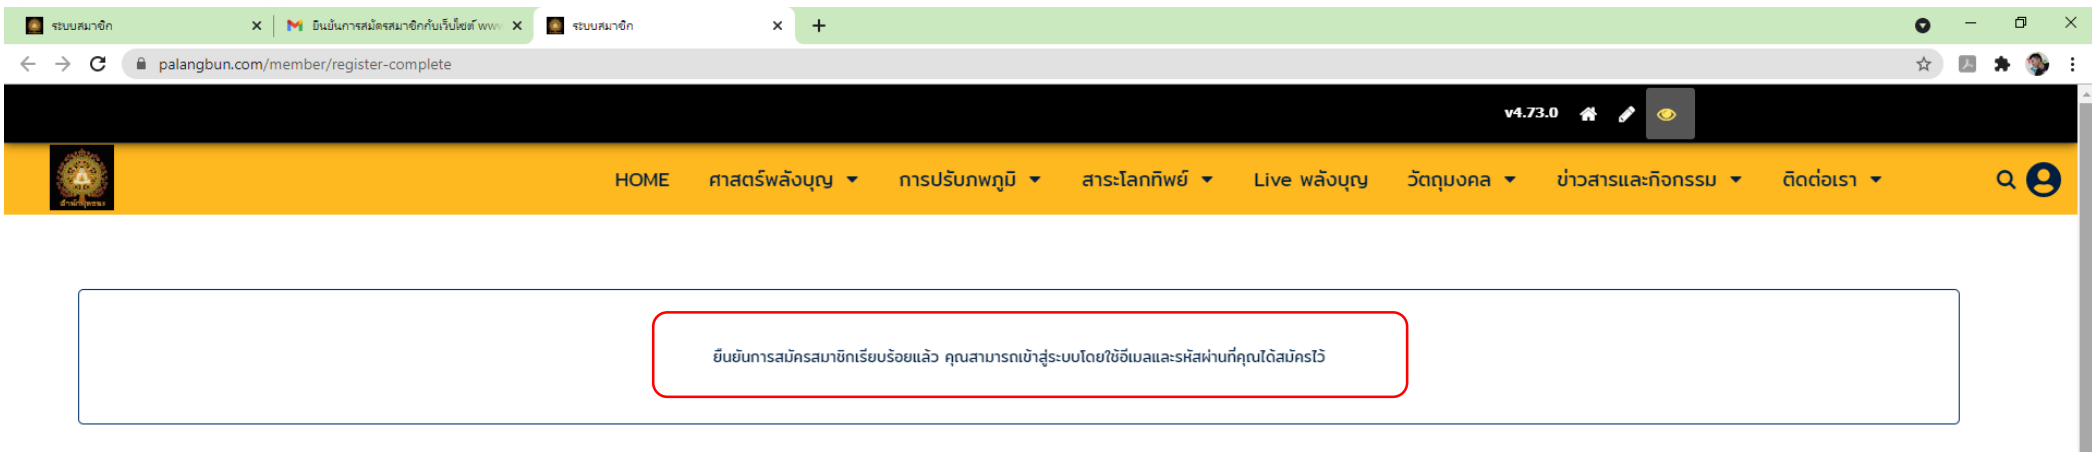 ระบบสมาชิก
ยืนยันการสมัครสมาชิกกับเว็บไซต์ www
ระบบสมาชิก
palangbun.com/member/register-complete
v4.73.0
HOME ศาสตร์พลังบุญ การปรับภพภูมิ สาระโลกทิพย์ Live พลังบุญ วัตถุมงคล ข่าวสารและกิจกรรม ติดต่อเรา
ยืนยันการสมัครสมาชิกเรียบร้อยแล้ว คุณสามารถเข้าสู่ระบบโดยใช้อีเมลและรหัสผ่านที่คุณได้สมัครไว้